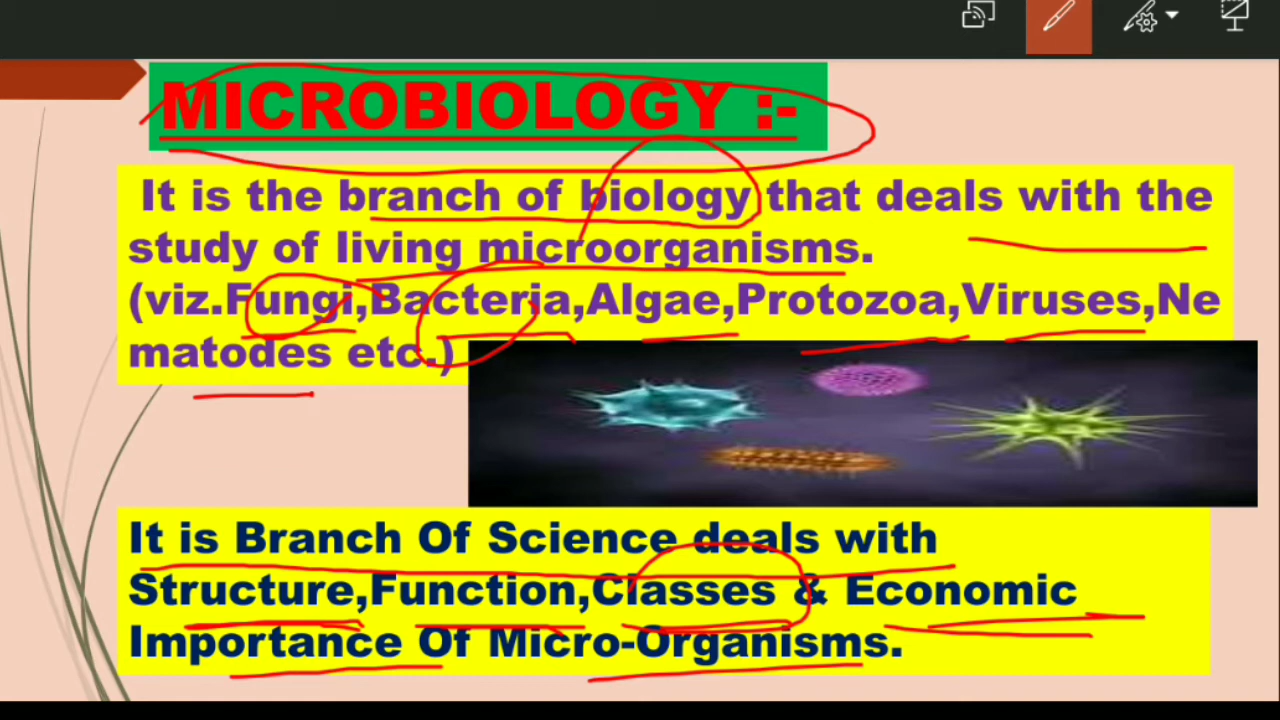 MICROBIOLOGY :-
It is the branch of biology that deals with the
study of living microorganisms.
(viz.Fungi,Bacteria,Algae,Protozoa,Viruses,Ne
matodes etc.)
It is Branch Of Science deals with
Structure,Function,Classes & Economic
Importance Of Micro-Organisms.